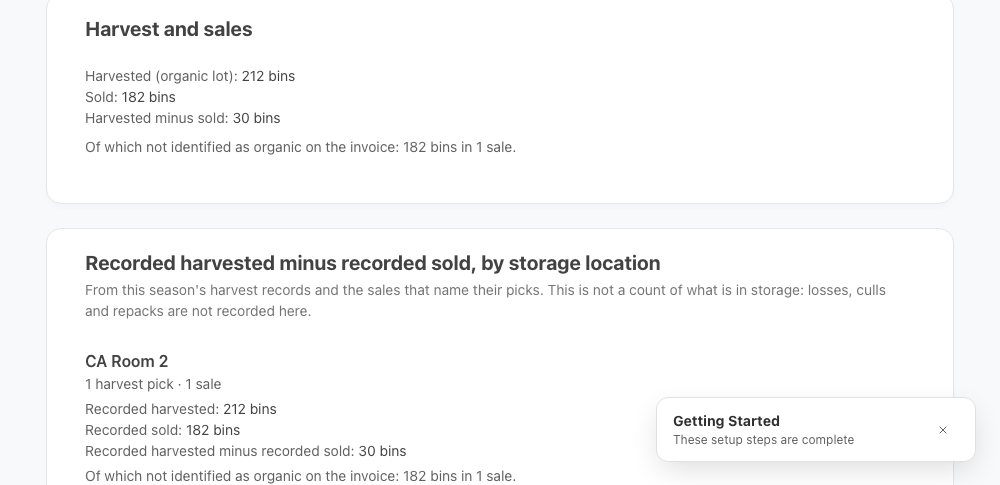 Harvest and sales
Harvested (organic lot): 212 bins
Sold: 182 bins
Harvested minus sold: 30 bins
Of which not identified as organic on the invoice: 182 bins in 1 sale.
Recorded harvested minus recorded sold, by storage location
From this season's harvest records and the sales that name their picks. This is not a count of what is in storage: losses, culls
and repacks are not recorded here.
CA Room 2
1 harvest pick · 1 sale
Recorded harvested: 212 bins
Recorded sold: 182 bins
Recorded harvested minus recorded sold: 30 bins
Of which not identified as organic on the invoice: 182 bins in 1 sale.
Getting Started
These setup steps are complete